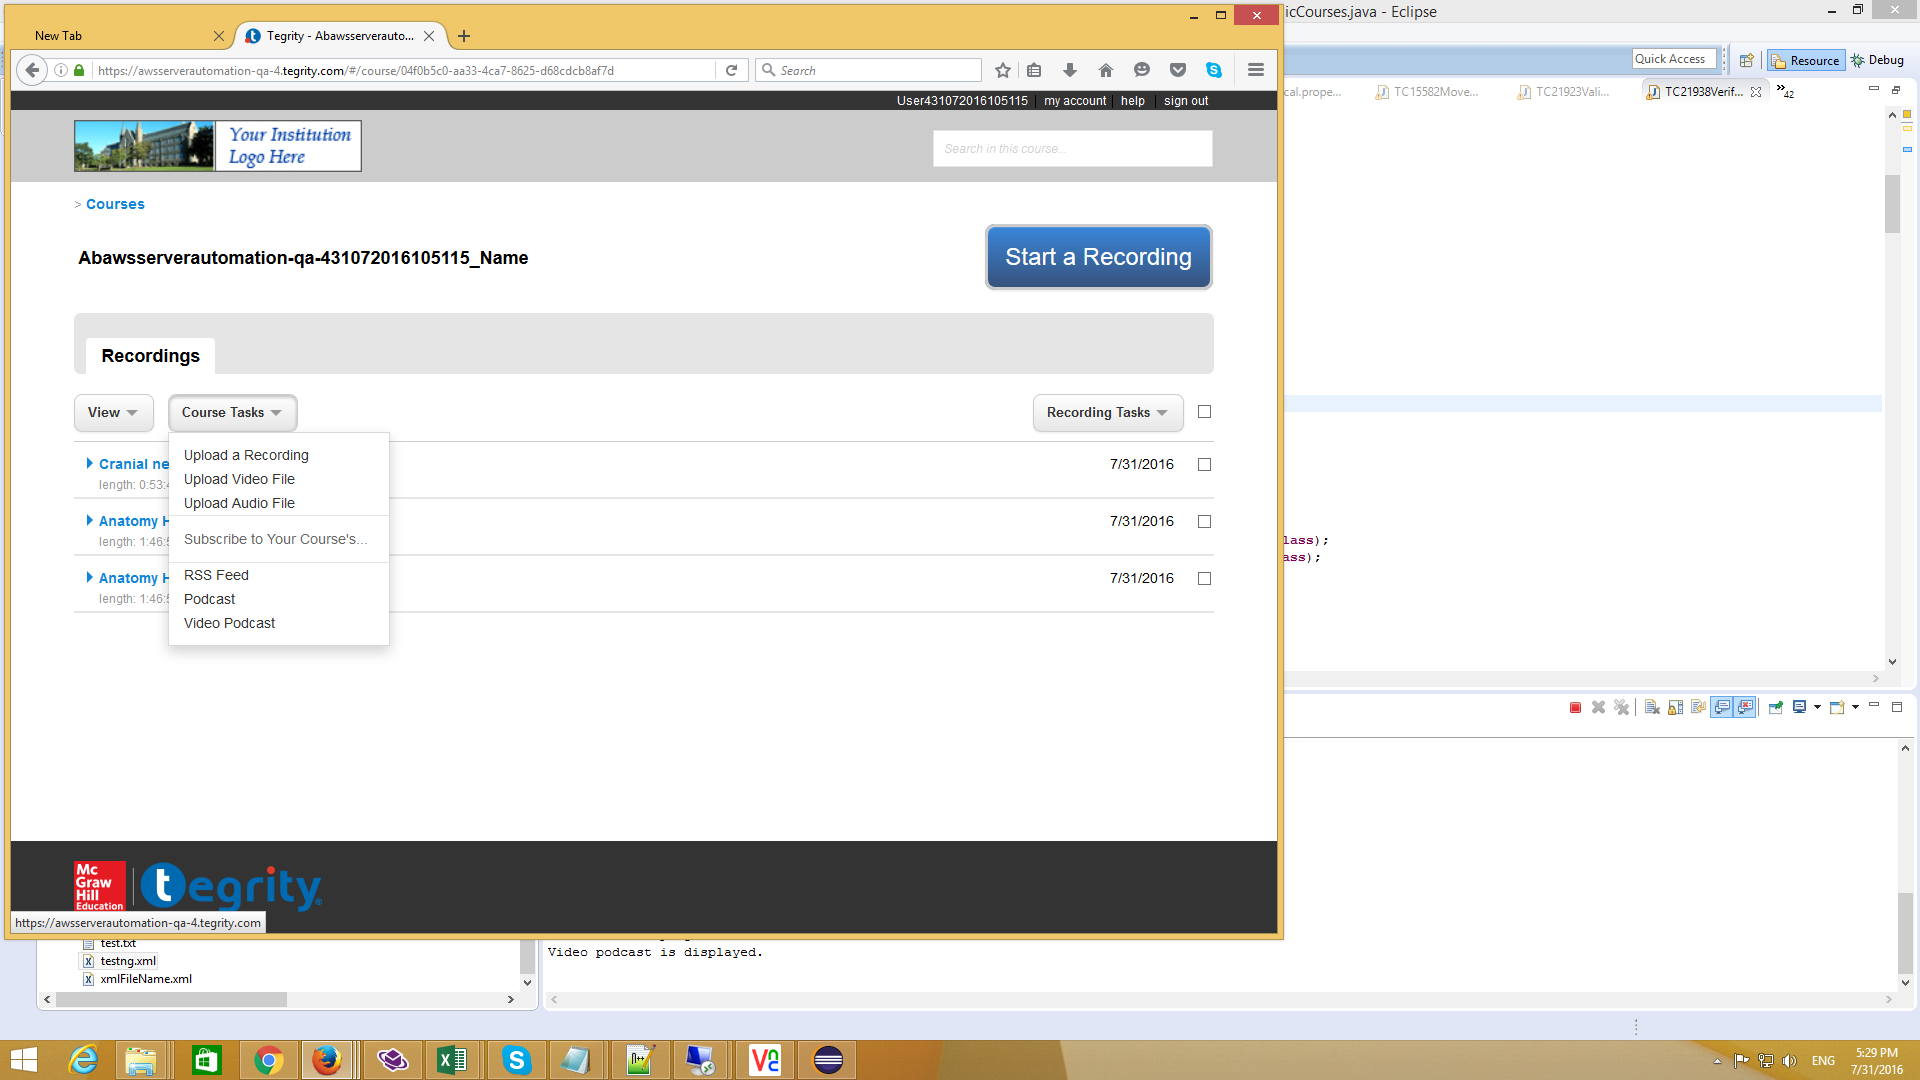 New Tab
Tegrity - Abawsserverauto...
icCourses.java - Eclipse
https://awsserverautomation-qa-4.tegrity.com/#/course/04f0b5c0-aa33-4ca7-8625-d68cdcb8af7d
Search
Quick Access
Resource
Debug
cal.prope...
TC15582Move...
TC21923Vali...
TC21938Verif...
42
User431072016105115
my account
help
sign out
Your Institution
Logo Here
Search in this course...
> Courses
Abawsserverautomation-qa-431072016105115_Name
Start a Recording
Recordings
View
Course Tasks
Recording Tasks
Upload a Recording
Upload Video File
Upload Audio File
Subscribe to Your Course's...
RSS Feed
Podcast
Video Podcast
Cranial ne
7/31/2016
length: 0:53:4
Anatomy H
7/31/2016
length: 1:46:5
Anatomy H
7/31/2016
length: 1:46:5
lass);
ass);
Mc
Graw
Hill
Education
tegrity
https://awsserverautomation-qa-4.tegrity.com
test.txt
testng.xml
xmlFileName.xml
Video podcast is displayed.
ENG
5:29 PM
7/31/2016